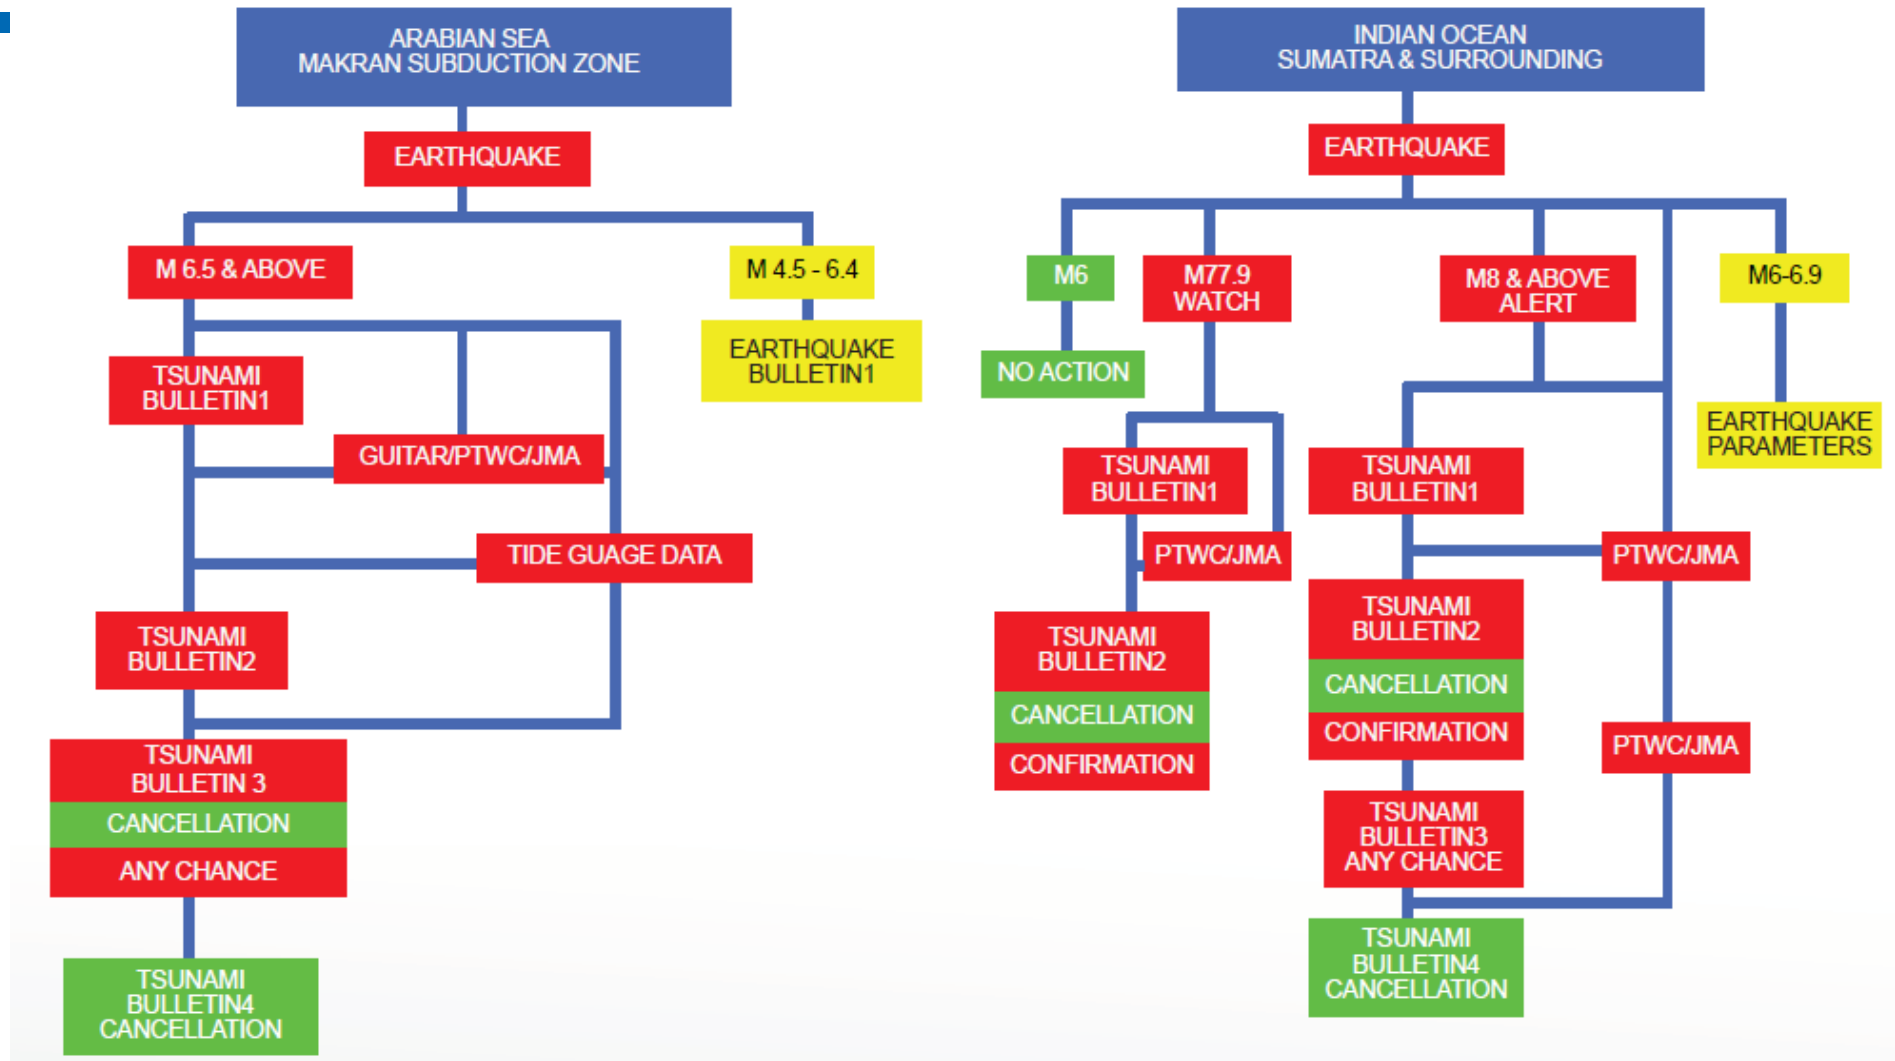 ARABIAN SEA
MAKRAN SUBDUCTION ZONE
EARTHQUAKE
M 6.5 & ABOVE
M 4.5 - 6.4
TSUNAMI
BULLETIN1
EARTHQUAKE
BULLETIN1
GUITAR/PTWC/JMA
TIDE GUAGE DATA
TSUNAMI
BULLETIN2
TSUNAMI
BULLETIN 3
CANCELLATION
ANY CHANCE
TSUNAMI
BULLETIN4
CANCELLATION
INDIAN OCEAN
SUMATRA & SURROUNDING
EARTHQUAKE
M6
M77.9
WATCH
M8 & ABOVE
ALERT
M6-6.9
NO ACTION
EARTHQUAKE
PARAMETERS
TSUNAMI
BULLETIN1
PTWC/JMA
TSUNAMI
BULLETIN2
CANCELLATION
CONFIRMATION
TSUNAMI
BULLETIN1
PTWC/JMA
TSUNAMI
BULLETIN2
CANCELLATION
CONFIRMATION
PTWC/JMA
TSUNAMI
BULLETIN3
ANY CHANCE
TSUNAMI
BULLETIN4
CANCELLATION